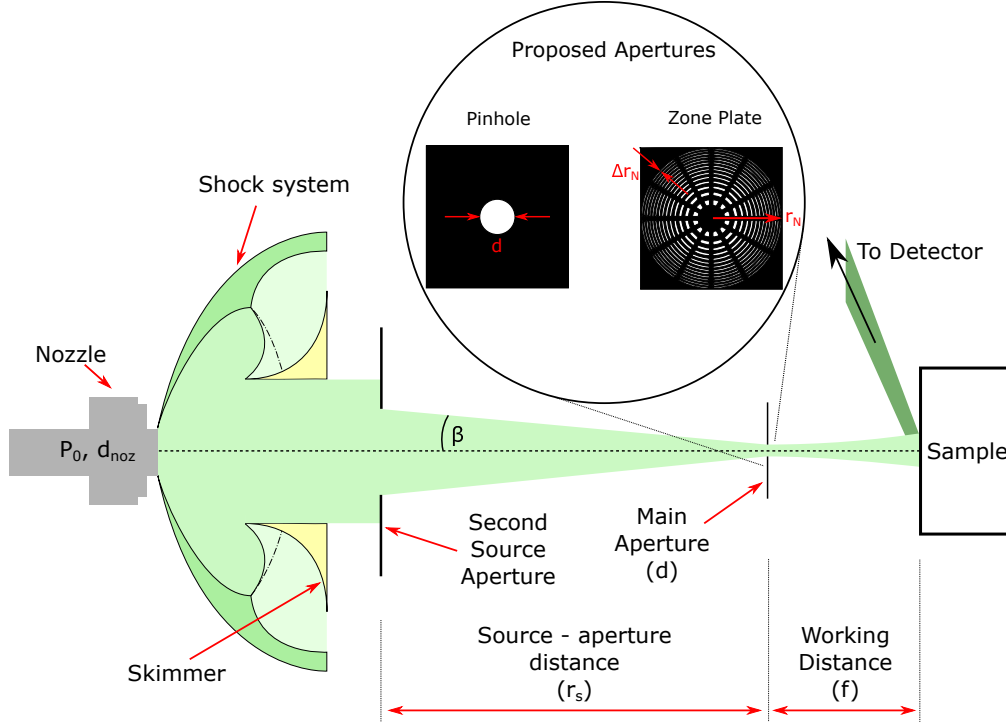 Proposed Apertures
Pinhole
Zone Plate
d
Δr_N
r_N
Shock system
To Detector
Nozzle
P₀, d_noz
β
Sample
Second
Source
Aperture
Main
Aperture
(d)
Skimmer
Source - aperture
distance
(r_s)
Working
Distance
(f)